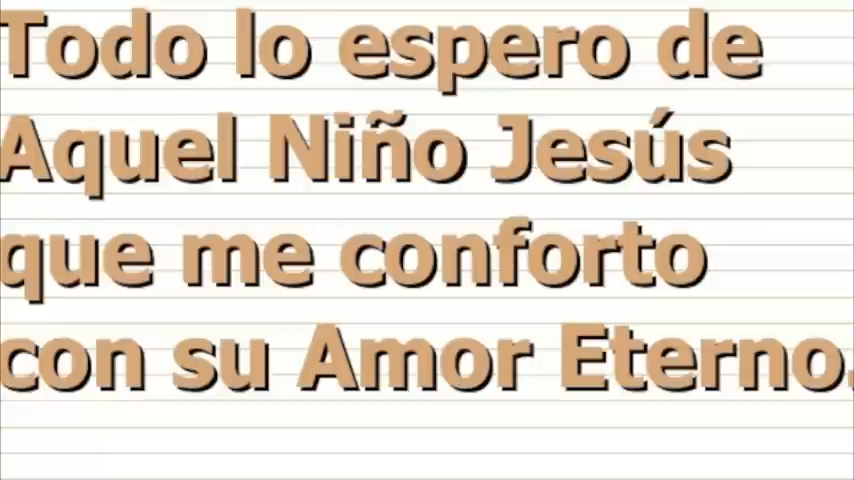 Todo lo espero de
Aquel Niño Jesús
que me conforto
con su Amor Eterno.